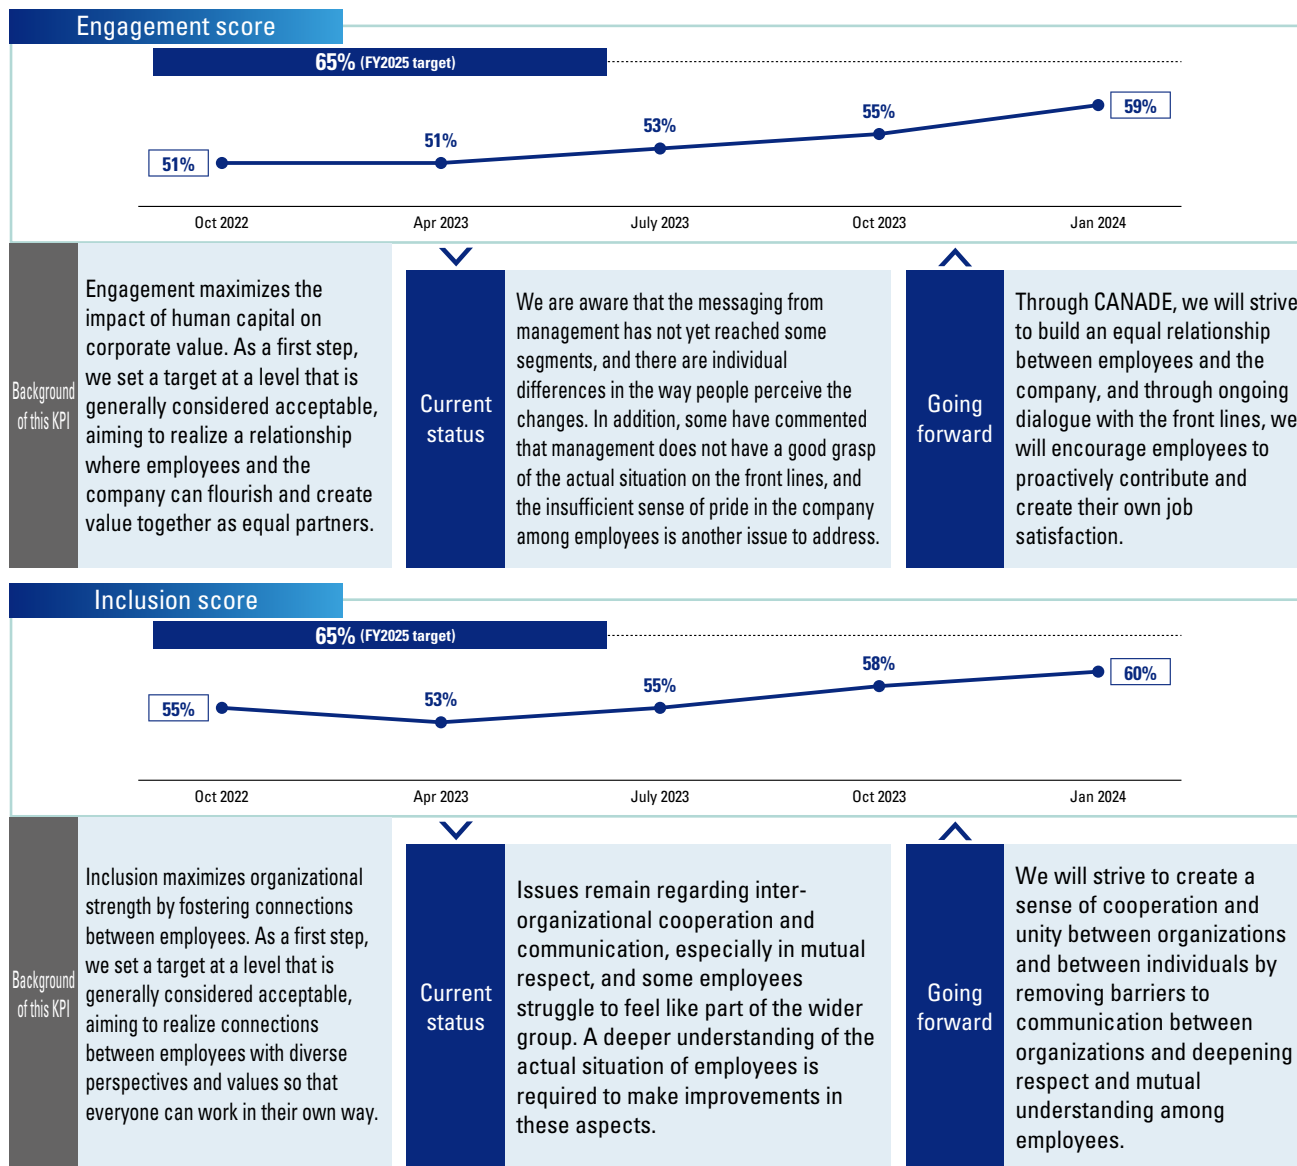 Engagement score
65% (FY2025 target)
51%
51%
53%
55%
59%
Oct 2022
Apr 2023
July 2023
Oct 2023
Jan 2024
Background
of this KPI
Engagement maximizes the
impact of human capital on
corporate value. As a first step,
we set a target at a level that is
generally considered acceptable,
aiming to realize a relationship
where employees and the
company can flourish and create
value together as equal partners.
Current
status
We are aware that the messaging from
management has not yet reached some
segments, and there are individual
differences in the way people perceive the
changes. In addition, some have commented
that management does not have a good grasp
of the actual situation on the front lines, and
the insufficient sense of pride in the company
among employees is another issue to address.
Going
forward
Through CANADE, we will strive
to build an equal relationship
between employees and the
company, and through ongoing
dialogue with the front lines, we
will encourage employees to
proactively contribute and
create their own job
satisfaction.
Inclusion score
65% (FY2025 target)
55%
53%
55%
58%
60%
Oct 2022
Apr 2023
July 2023
Oct 2023
Jan 2024
Background
of this KPI
Inclusion maximizes organizational
strength by fostering connections
between employees. As a first step,
we set a target at a level that is
generally considered acceptable,
aiming to realize connections
between employees with diverse
perspectives and values so that
everyone can work in their own way.
Current
status
Issues remain regarding inter-
organizational cooperation and
communication, especially in mutual
respect, and some employees
struggle to feel like part of the wider
group. A deeper understanding of the
actual situation of employees is
required to make improvements in
these aspects.
Going
forward
We will strive to create a
sense of cooperation and
unity between organizations
and between individuals by
removing barriers to
communication between
organizations and deepening
respect and mutual
understanding among
employees.